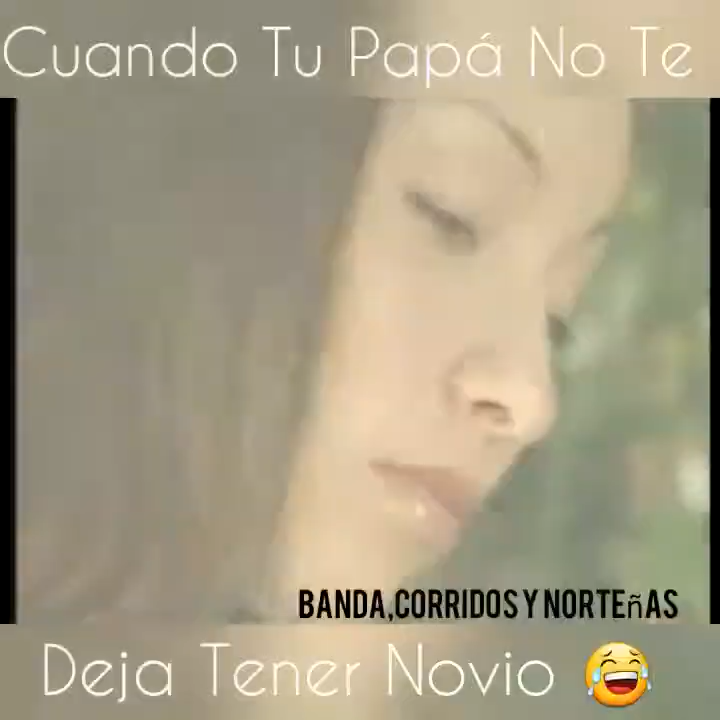 Cuando Tu Papá No Te
BANDA,CORRIDOS Y NORTEñAS
Deja Tener Novio 😂